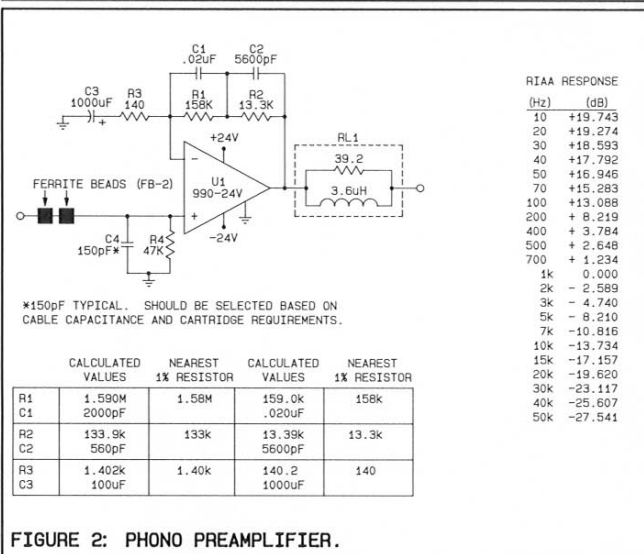 C1
.02uF
C2
5600pF
C3
1000uF
+
R3
140
R1
158K
R2
13.3K
+24V
−
U1
990-24V
+
-24V
RL1
39.2
3.6uH
FERRITE BEADS (FB-2)
C4
150pF*
R4
47K
*150pF TYPICAL. SHOULD BE SELECTED BASED ON
CABLE CAPACITANCE AND CARTRIDGE REQUIREMENTS.
RIAA RESPONSE
(Hz) (dB)
10 +19.743
20 +19.274
30 +18.593
40 +17.792
50 +16.946
70 +15.283
100 +13.088
200 + 8.219
400 + 3.784
500 + 2.648
700 + 1.234
1k 0.000
2k - 2.589
3k - 4.740
5k - 8.210
7k -10.816
10k -13.734
15k -17.157
20k -19.620
30k -23.117
40k -25.607
50k -27.541
CALCULATED VALUES NEAREST 1% RESISTOR CALCULATED VALUES NEAREST 1% RESISTOR
R1 1.590M 1.58M 159.0k 158k
C1 2000pF .020uF
R2 133.9k 133k 13.39k 13.3k
C2 560pF 5600pF
R3 1.402k 1.40k 140.2 140
C3 100uF 1000uF
FIGURE 2: PHONO PREAMPLIFIER.